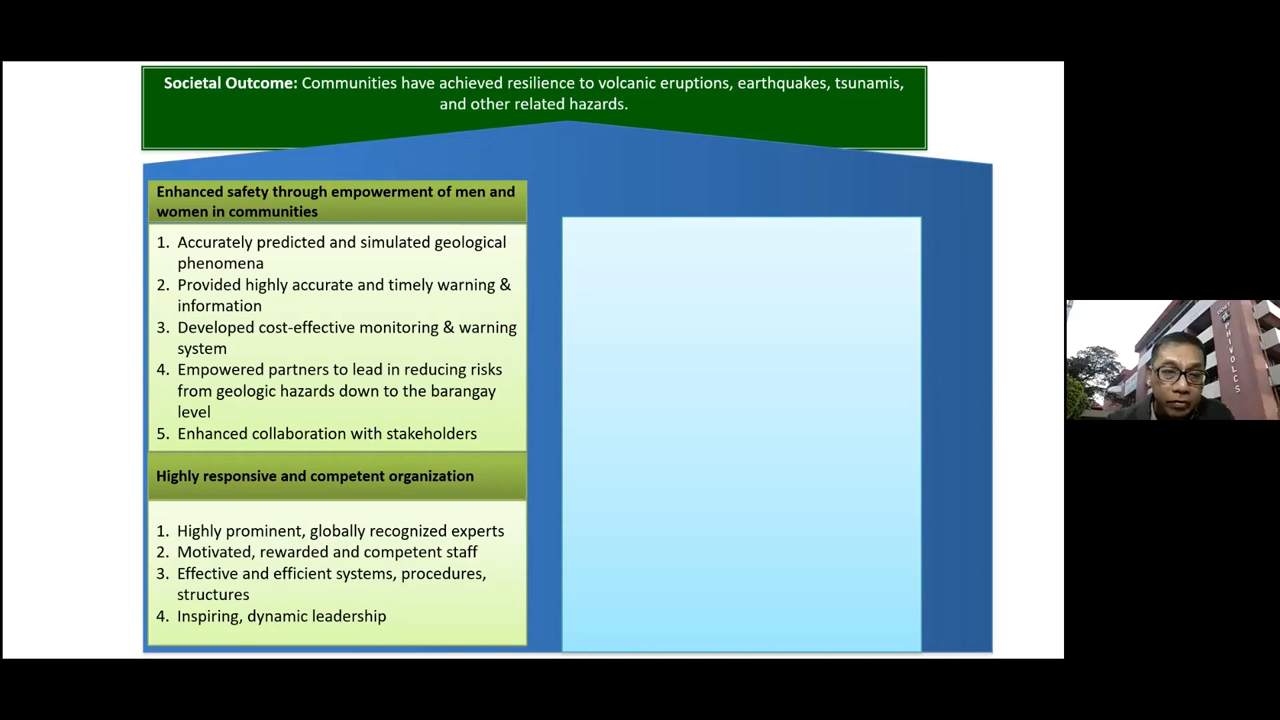 Societal Outcome: Communities have achieved resilience to volcanic eruptions, earthquakes, tsunamis,
and other related hazards.
Enhanced safety through empowerment of men and
women in communities
1. Accurately predicted and simulated geological
phenomena
2. Provided highly accurate and timely warning &
information
3. Developed cost-effective monitoring & warning
system
4. Empowered partners to lead in reducing risks
from geologic hazards down to the barangay
level
5. Enhanced collaboration with stakeholders
Highly responsive and competent organization
1. Highly prominent, globally recognized experts
2. Motivated, rewarded and competent staff
3. Effective and efficient systems, procedures,
structures
4. Inspiring, dynamic leadership
PHIVOLCS